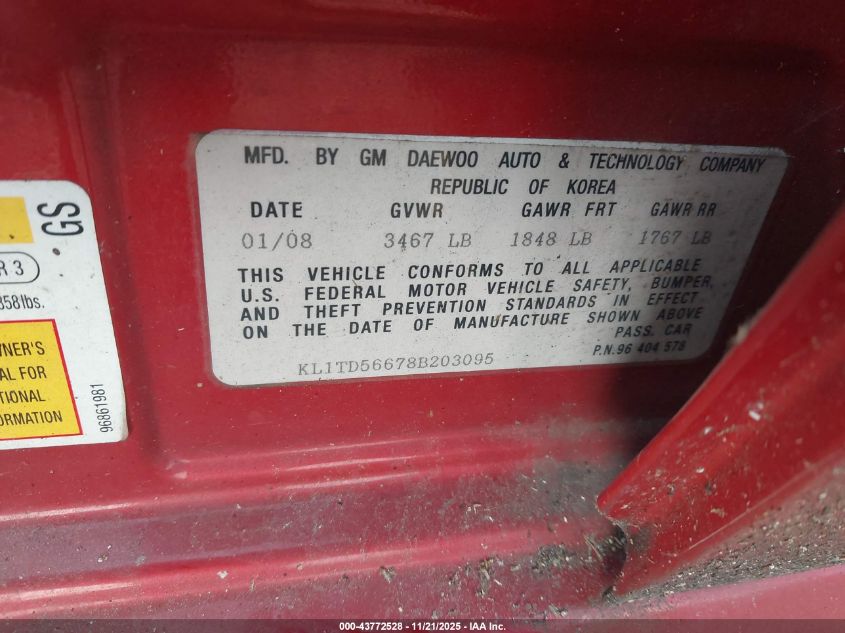 MFD. BY GM DAEWOO AUTO & TECHNOLOGY COMPANY
REPUBLIC OF KOREA
DATE GVWR GAWR FRT GAWR RR
01/08 3467 LB 1848 LB 1767 LB
THIS VEHICLE CONFORMS TO ALL APPLICABLE
U.S. FEDERAL MOTOR VEHICLE SAFETY, BUMPER,
AND THEFT PREVENTION STANDARDS IN EFFECT
ON THE DATE OF MANUFACTURE SHOWN ABOVE
PASS. CAR
KL1TD56678B203095
P.N.96 404 578
GS
R 3
858lbs.
WNER'S
AL FOR
TIONAL
ORMATION
96861981
000-43772528 - 11/21/2025 - IAA Inc.